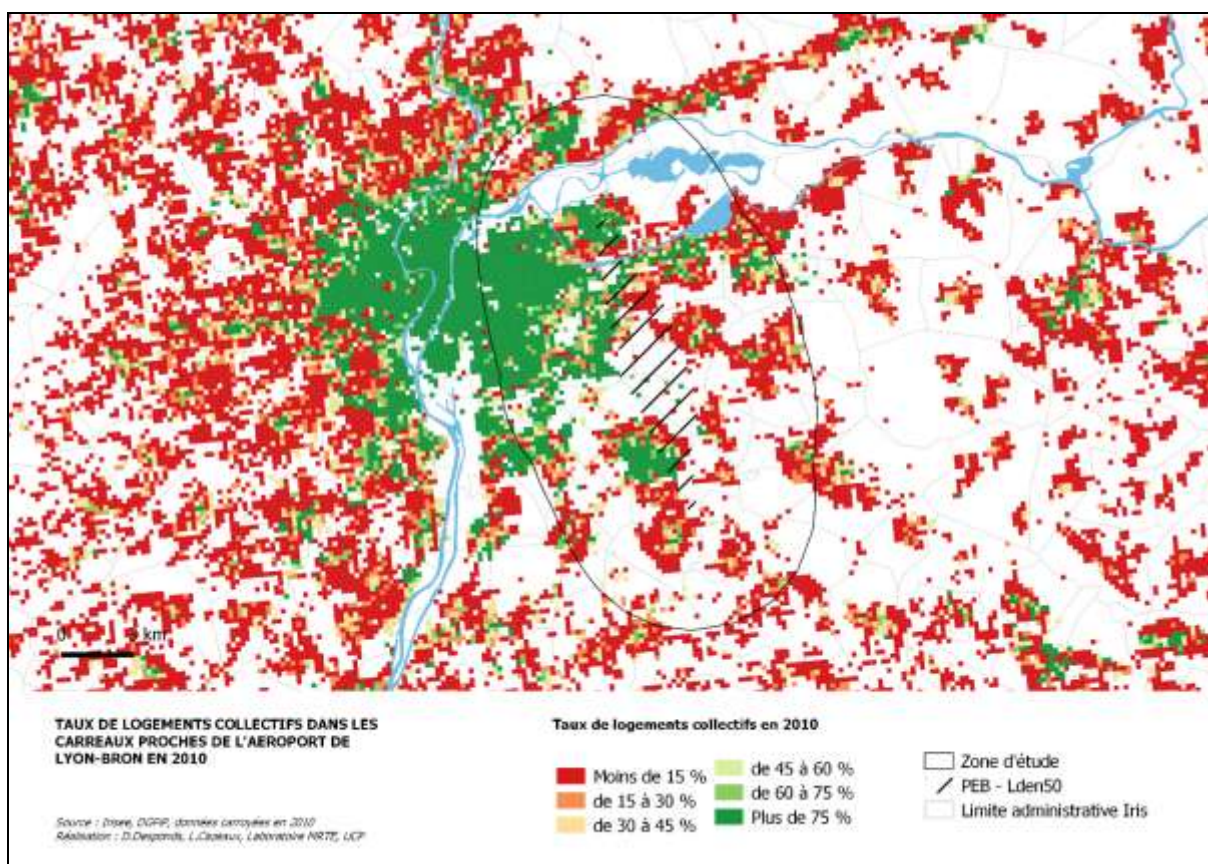 0 5 km
TAUX DE LOGEMENTS COLLECTIFS DANS LES
CARREAUX PROCHES DE L'AEROPORT DE
LYON-BRON EN 2010
Source : Insee, DGFiP, données carroyées en 2010
Réalisation : D.Desponds, L.Cazeaux, Laboratoire MRTE, UCP
Taux de logements collectifs en 2010
Moins de 15 %
de 15 à 30 %
de 30 à 45 %
de 45 à 60 %
de 60 à 75 %
Plus de 75 %
Zone d'étude
PEB - Lden50
Limite administrative Iris